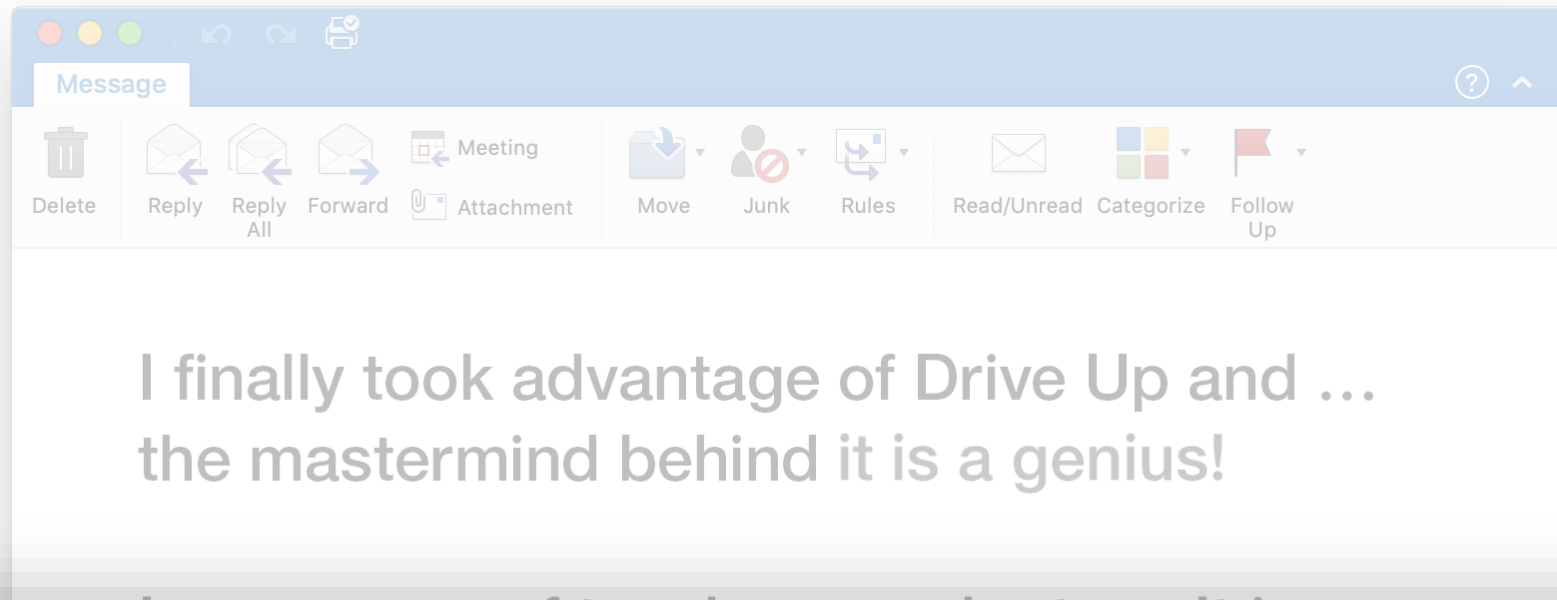 Message
?
Delete
Reply
Reply All
Forward
Meeting
Attachment
Move
Junk
Rules
Read/Unread
Categorize
Follow Up
I finally took advantage of Drive Up and …
the mastermind behind it is a genius!